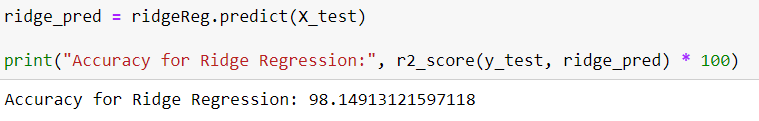 ridge_pred = ridgeReg.predict(X_test)
print("Accuracy for Ridge Regression:", r2_score(y_test, ridge_pred) * 100)
Accuracy for Ridge Regression: 98.14913121597118